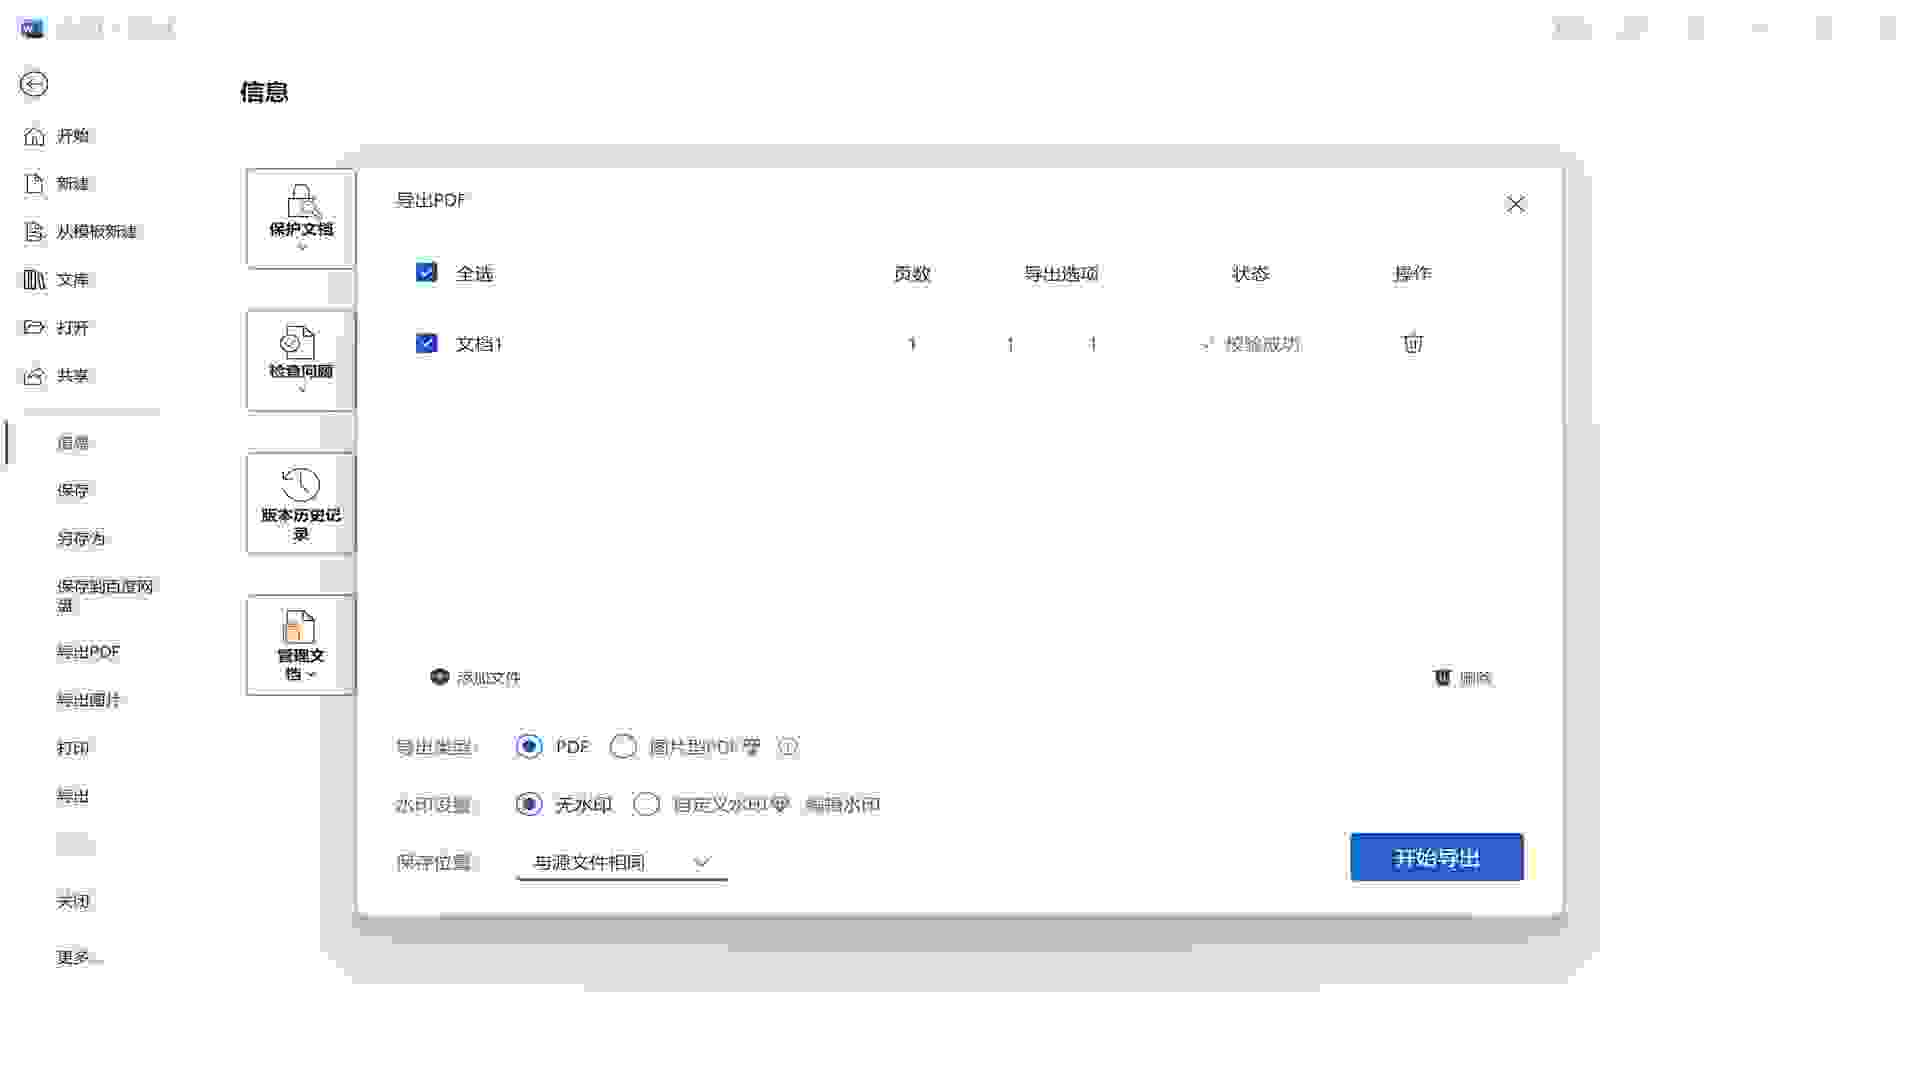 信息
开始
新建
从模板新建
文库
打开
共享
信息
保存
另存为
保存到百度网
盘
导出PDF
导出图片
打印
导出
关闭
更多...
保护文档
检查问题
版本历史记
录
管理文
档
导出PDF
全选 页数 导出选项 状态 操作
文档1 1 1 1 校验成功
添加文件 删除
导出类型: PDF 图片型PDF
水印设置: 无水印 自定义水印 编辑水印
保存位置: 与源文件相同
开始导出